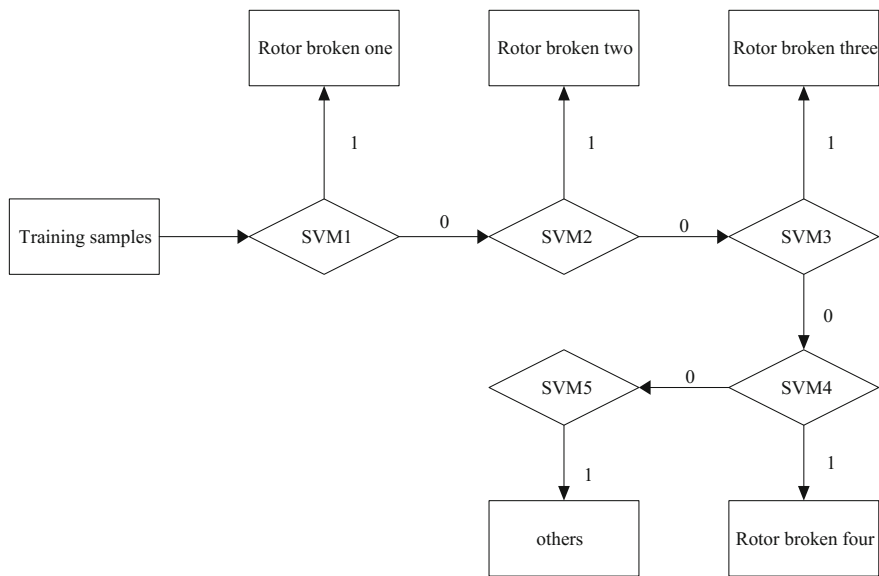 Rotor broken one
Rotor broken two
Rotor broken three
1
1
1
Training samples
SVM1
0
SVM2
0
SVM3
0
SVM5
0
SVM4
1
1
others
Rotor broken four